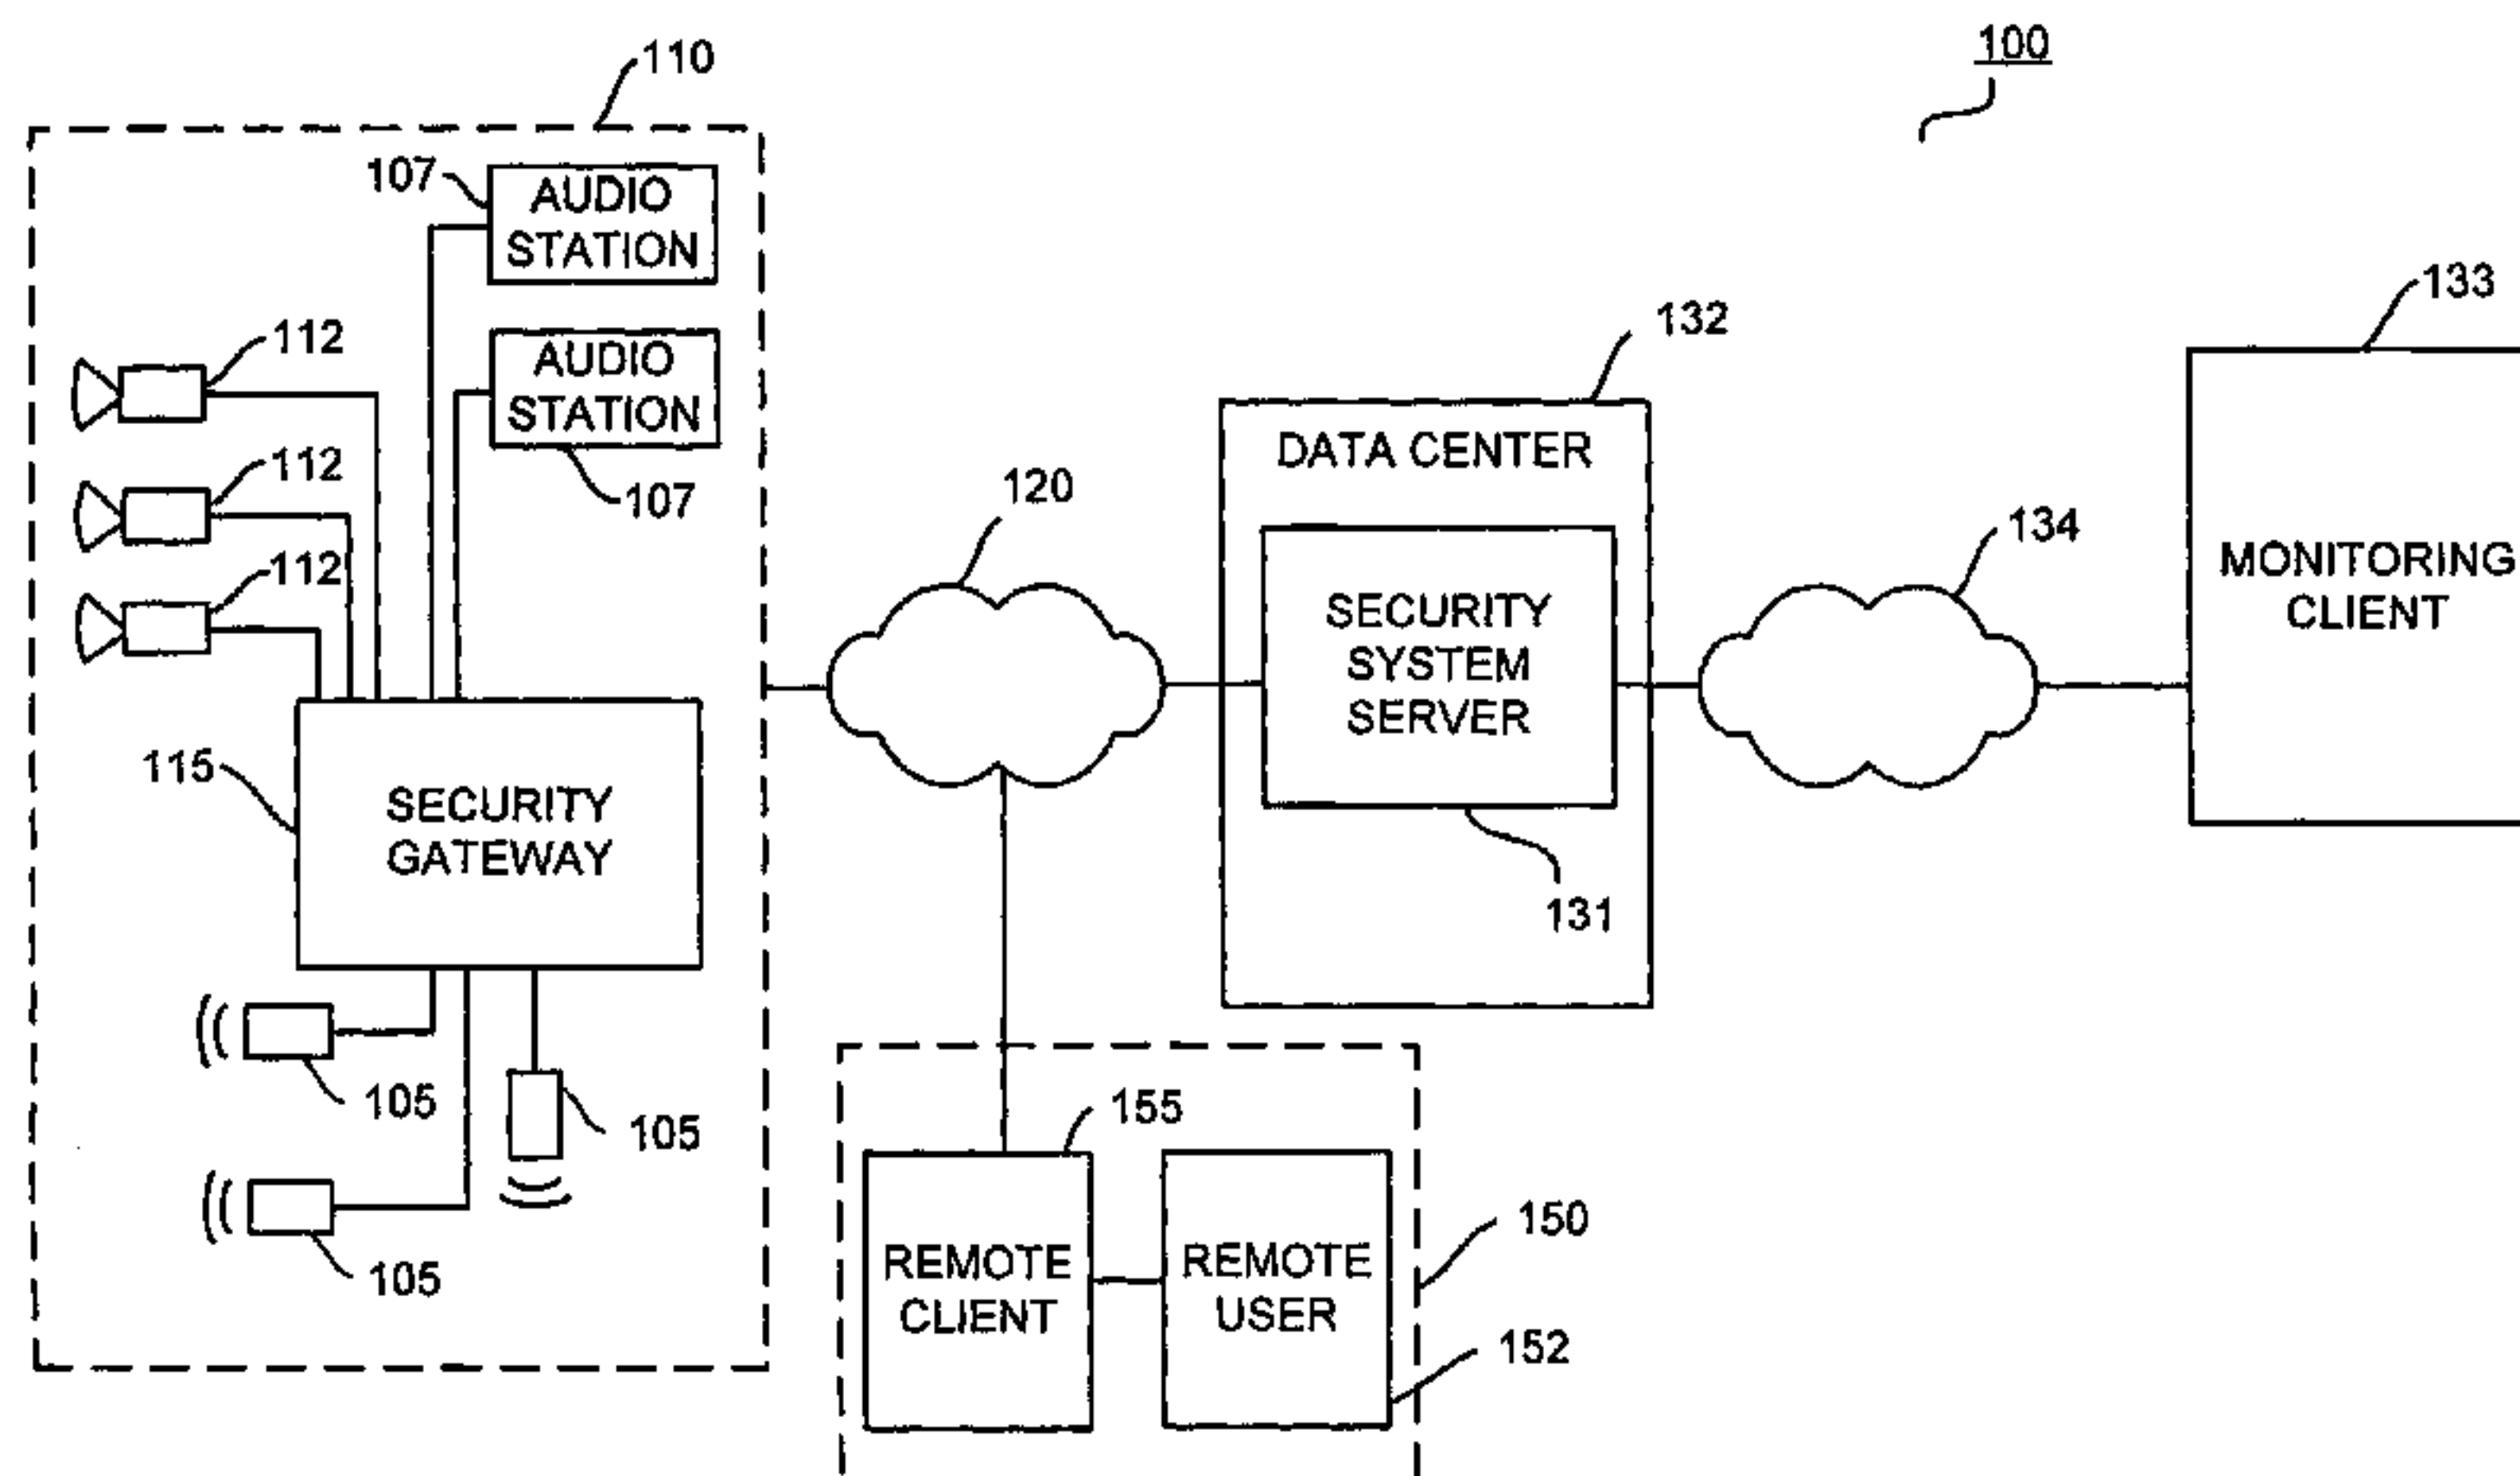 100
110
107
AUDIO
STATION
112
AUDIO
STATION
107
112
112
115
SECURITY
GATEWAY
105
105
105
120
132
DATA CENTER
SECURITY
SYSTEM
SERVER
131
134
133
MONITORING
CLIENT
155
REMOTE
CLIENT
REMOTE
USER
150
152